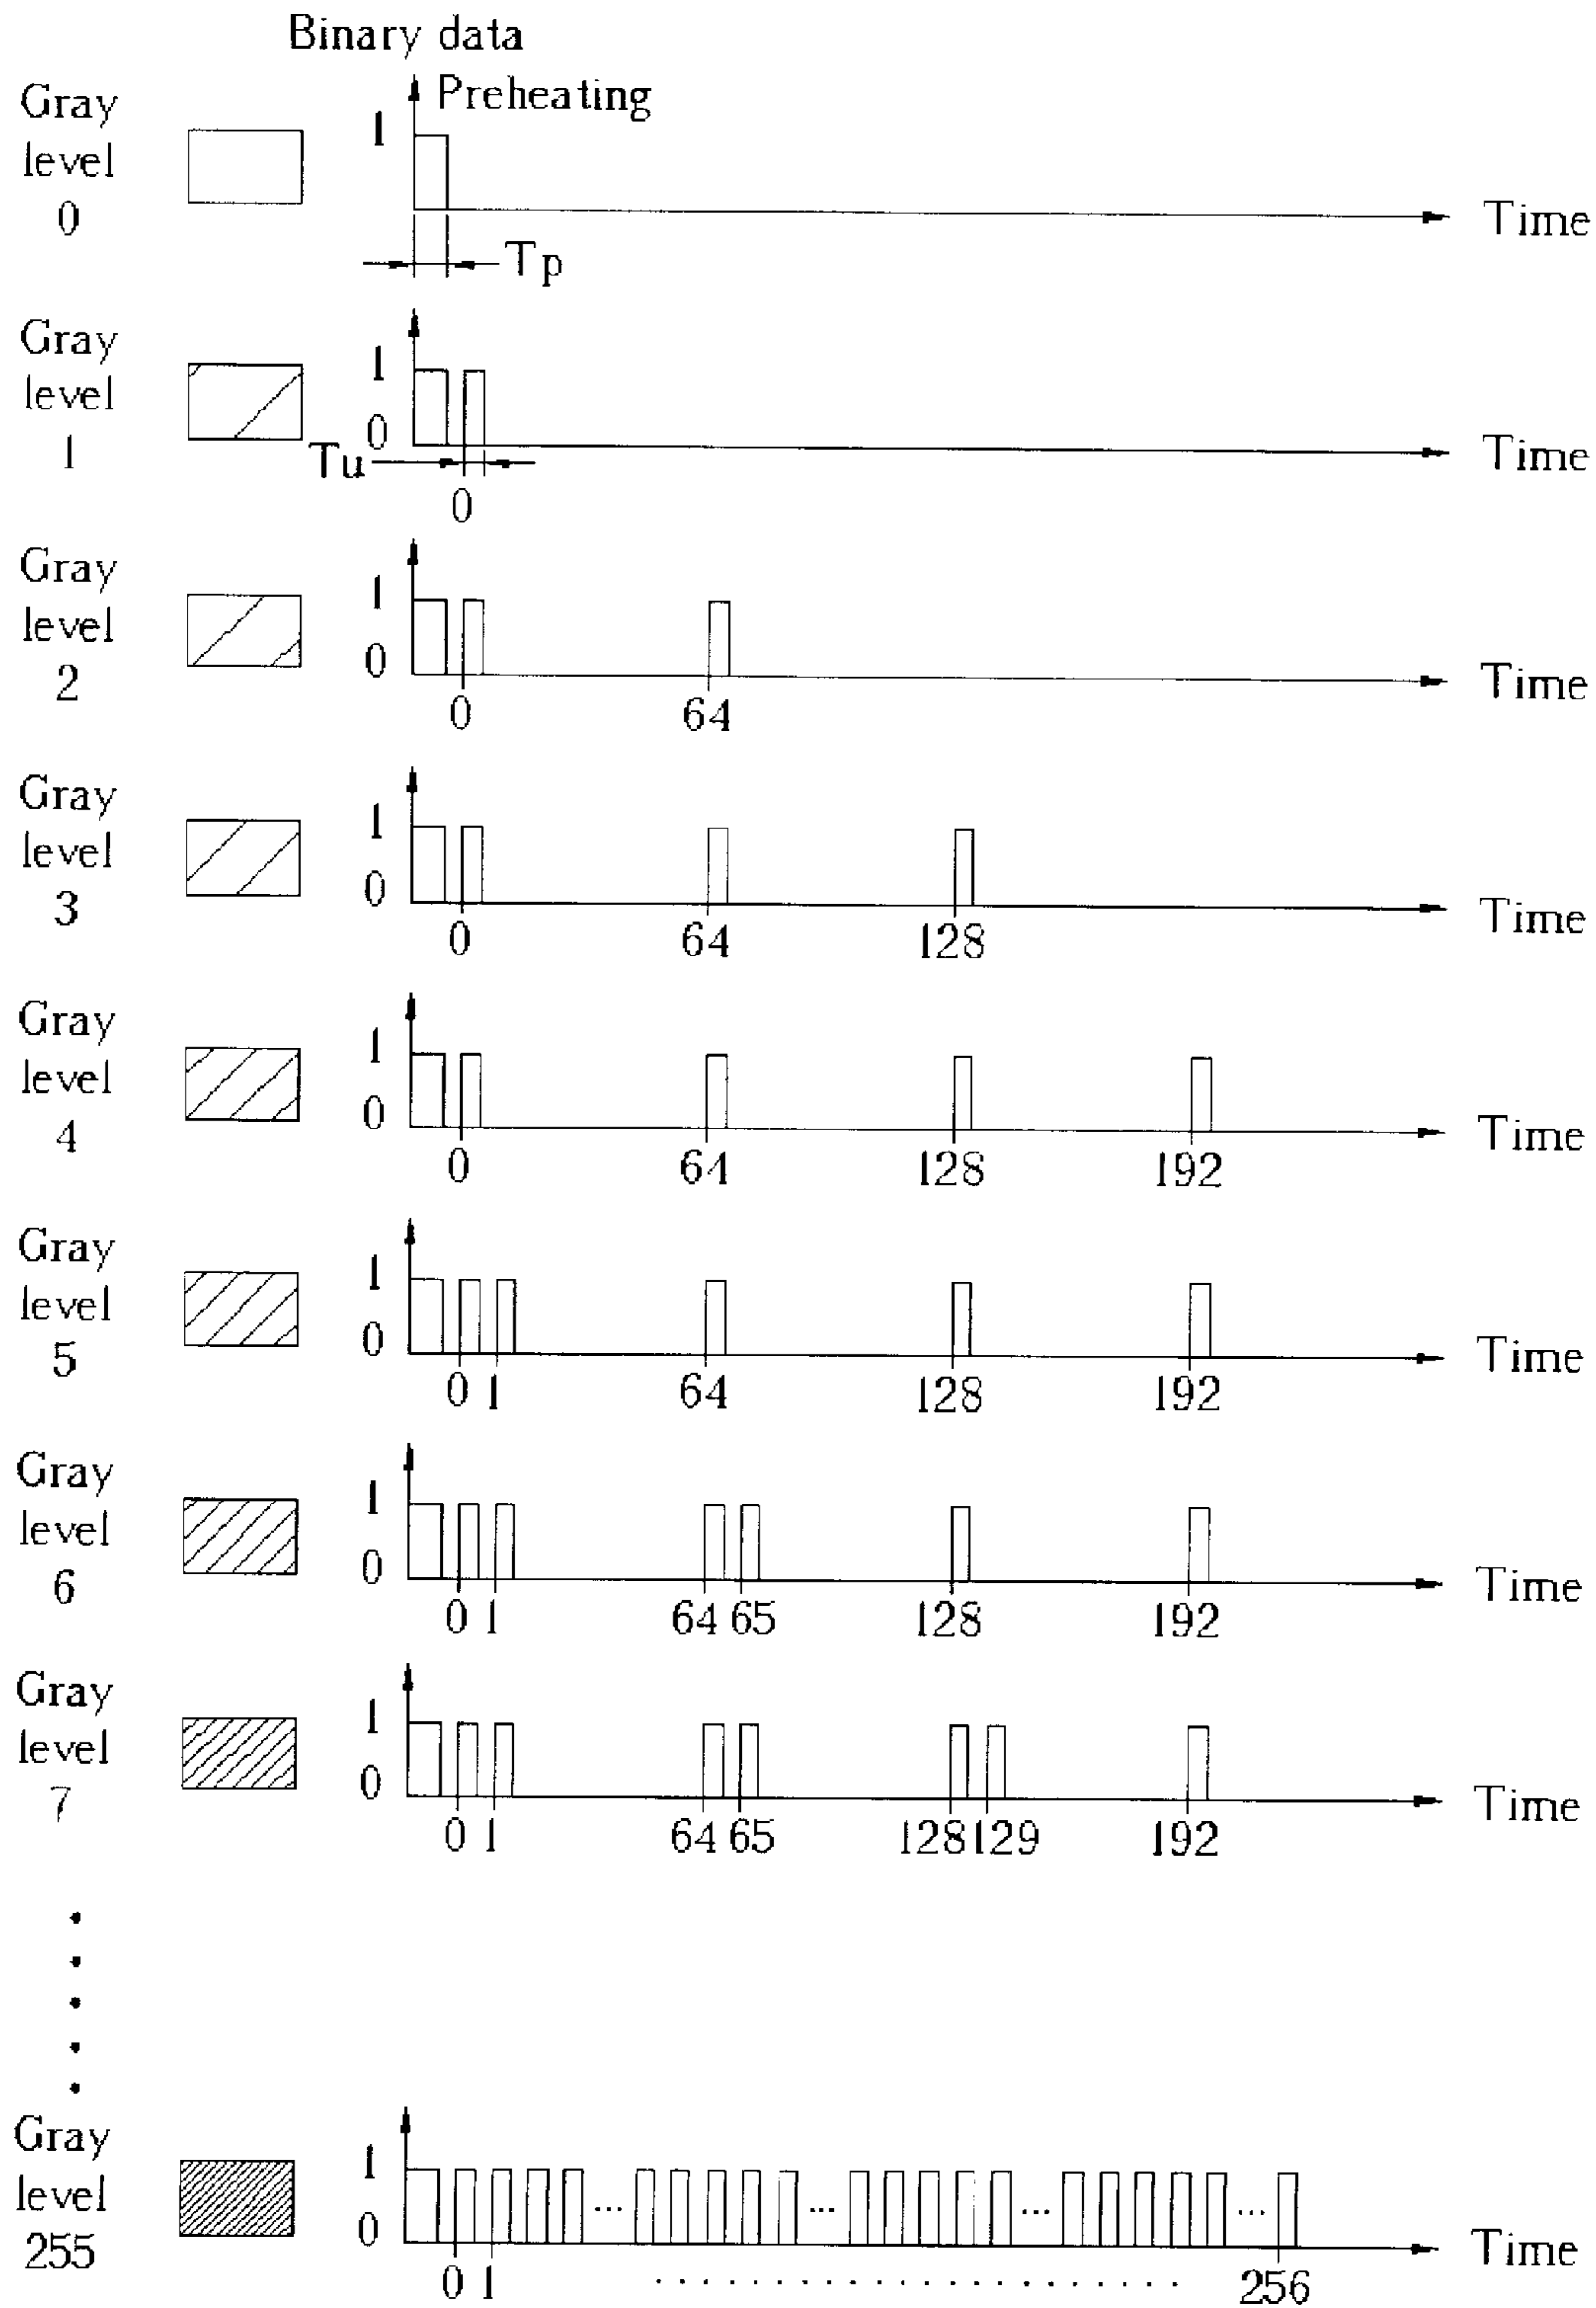 Binary data
Gray level 0
1
Preheating
Time
Tp
Gray level 1
1
0
Tu
0
Time
Gray level 2
1
0
0 64
Time
Gray level 3
1
0
0 64 128
Time
Gray level 4
1
0
0 64 128 192
Time
Gray level 5
1
0
0 1 64 128 192
Time
Gray level 6
1
0
0 1 64 65 128 192
Time
Gray level 7
1
0
0 1 64 65 128 129 192
Time
Gray level 255
1
0
... ... ... ...
0 1 256
Time